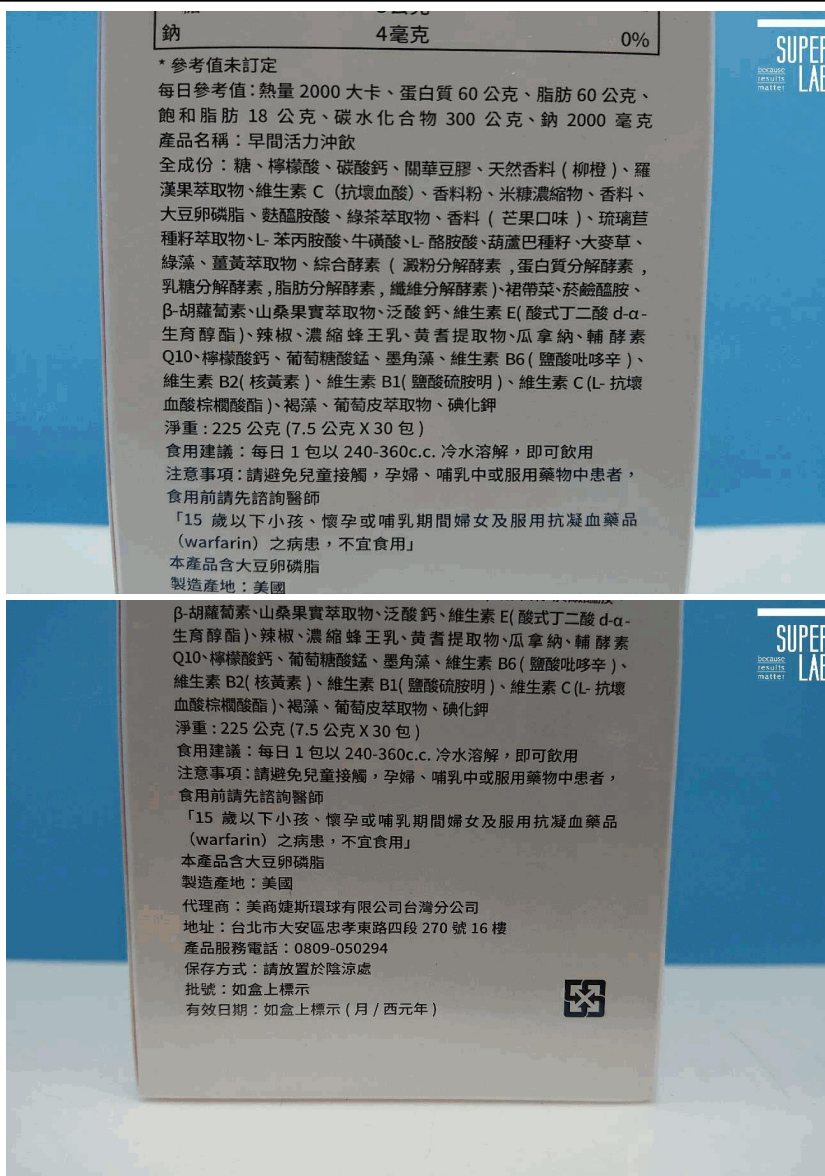 鈉 4毫克 0%
* 參考值未訂定
每日參考值:熱量 2000 大卡、蛋白質 60 公克、脂肪 60 公克、
飽和脂肪 18 公克、碳水化合物 300 公克、鈉 2000 毫克
產品名稱：早間活力沖飲
全成份：糖、檸檬酸、碳酸鈣、關華豆膠、天然香料 ( 柳橙 )、羅
漢果萃取物、維生素 C（抗壞血酸)、香料粉、米糠濃縮物、香料、
大豆卵磷脂、麩醯胺酸、綠茶萃取物、香料 ( 芒果口味 )、琉璃苣
種籽萃取物、L- 苯丙胺酸、牛磺酸、L- 酪胺酸、葫蘆巴種籽、大麥草、
綠藻、薑黃萃取物、綜合酵素 ( 澱粉分解酵素 ,蛋白質分解酵素 ,
乳糖分解酵素 , 脂肪分解酵素 , 纖維分解酵素 )、裙帶菜、菸鹼醯胺、
β-胡蘿蔔素、山桑果實萃取物、泛酸鈣、維生素 E( 酸式丁二酸 d-α-
生育醇酯 )、辣椒、濃縮蜂王乳、黃耆提取物、瓜拿納、輔酵素
Q10、檸檬酸鈣、葡萄糖酸錳、墨角藻、維生素 B6 ( 鹽酸吡哆辛 )、
維生素 B2( 核黃素 )、維生素 B1( 鹽酸硫胺明 )、維生素 C (L- 抗壞
血酸棕櫚酸酯 )、褐藻、葡萄皮萃取物、碘化鉀
淨重 : 225 公克 (7.5 公克 X 30 包 )
食用建議：每日 1 包以 240-360c.c. 冷水溶解，即可飲用
注意事項：請避免兒童接觸，孕婦、哺乳中或服用藥物中患者，
食用前請先諮詢醫師
「15 歲以下小孩、懷孕或哺乳期間婦女及服用抗凝血藥品
（warfarin）之病患，不宜食用」
本產品含大豆卵磷脂
製造產地：美國
SUPER
because
results
matter
LAB
β-胡蘿蔔素、山桑果實萃取物、泛酸鈣、維生素 E( 酸式丁二酸 d-α-
生育醇酯 )、辣椒、濃縮蜂王乳、黃耆提取物、瓜拿納、輔酵素
Q10、檸檬酸鈣、葡萄糖酸錳、墨角藻、維生素 B6 ( 鹽酸吡哆辛 )、
維生素 B2( 核黃素 )、維生素 B1( 鹽酸硫胺明 )、維生素 C (L- 抗壞
血酸棕櫚酸酯 )、褐藻、葡萄皮萃取物、碘化鉀
淨重 : 225 公克 (7.5 公克 X 30 包 )
食用建議：每日 1 包以 240-360c.c. 冷水溶解，即可飲用
注意事項：請避免兒童接觸，孕婦、哺乳中或服用藥物中患者，
食用前請先諮詢醫師
「15 歲以下小孩、懷孕或哺乳期間婦女及服用抗凝血藥品
（warfarin）之病患，不宜食用」
本產品含大豆卵磷脂
製造產地：美國
代理商：美商婕斯環球有限公司台灣分公司
地址：台北市大安區忠孝東路四段 270 號 16 樓
產品服務電話：0809-050294
保存方式：請放置於陰涼處
批號：如盒上標示
有效日期：如盒上標示 ( 月 / 西元年 )
SUPER
because
results
matter
LAB